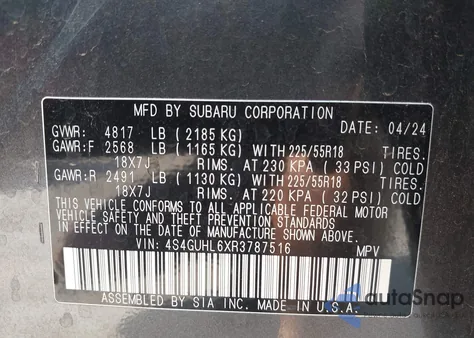 MFD BY SUBARU CORPORATION
GVWR: 4817 LB (2185 KG) DATE: 04/24
GAWR:F 2568 LB (1165 KG) WITH 225/55R18 TIRES.
18X7J RIMS. AT 230 KPA (33 PSI) COLD
GAWR:R 2491 LB (1130 KG) WITH 225/55R18 TIRES.
18X7J RIMS. AT 220 KPA (32 PSI) COLD
THIS VEHICLE CONFORMS TO ALL APPLICABLE FEDERAL MOTOR
VEHICLE SAFETY, BUMPER, AND THEFT PREVENTION STANDARDS
IN EFFECT ON THE DATE OF MANUFACTURE SHOWN ABOVE.
VIN: 4S4GUHL6XR3787516 MPV
ASSEMBLED BY SIA INC. MADE IN U.S.A.
autoSnap